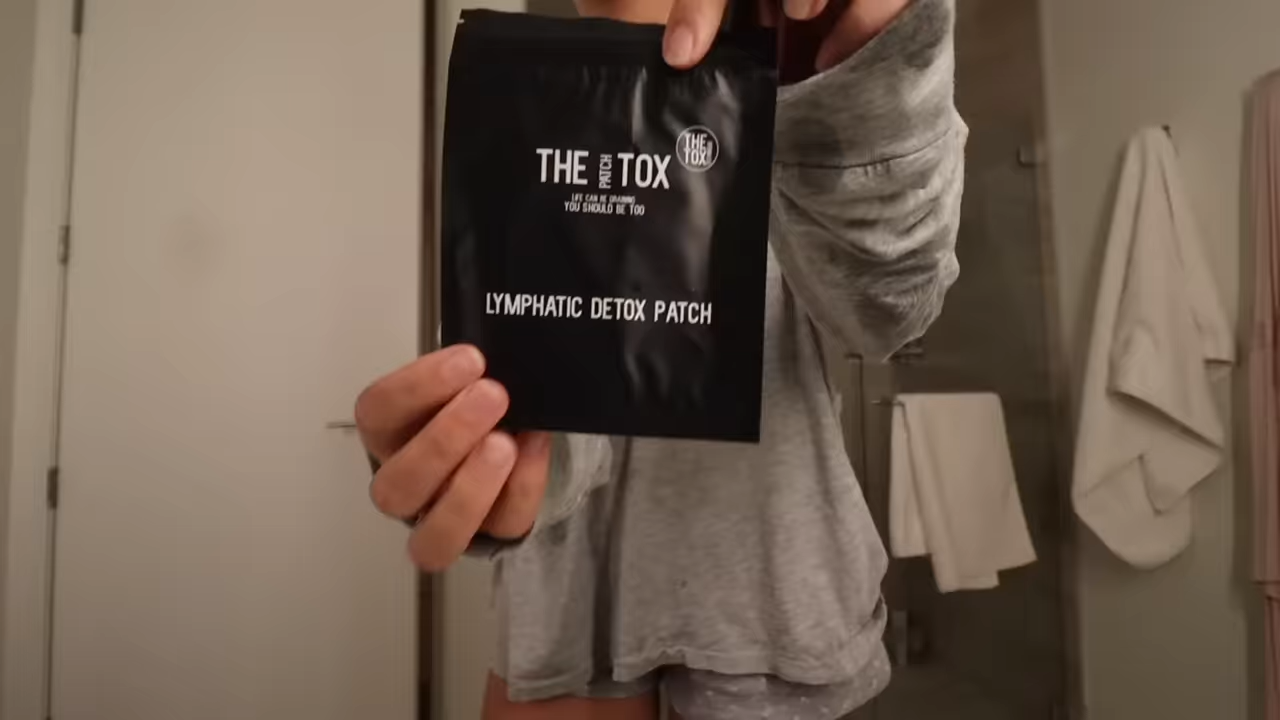 THE PATCH TOX
THE
TOX
LIFE CAN BE DRAINING
YOU SHOULD BE TOO
LYMPHATIC DETOX PATCH